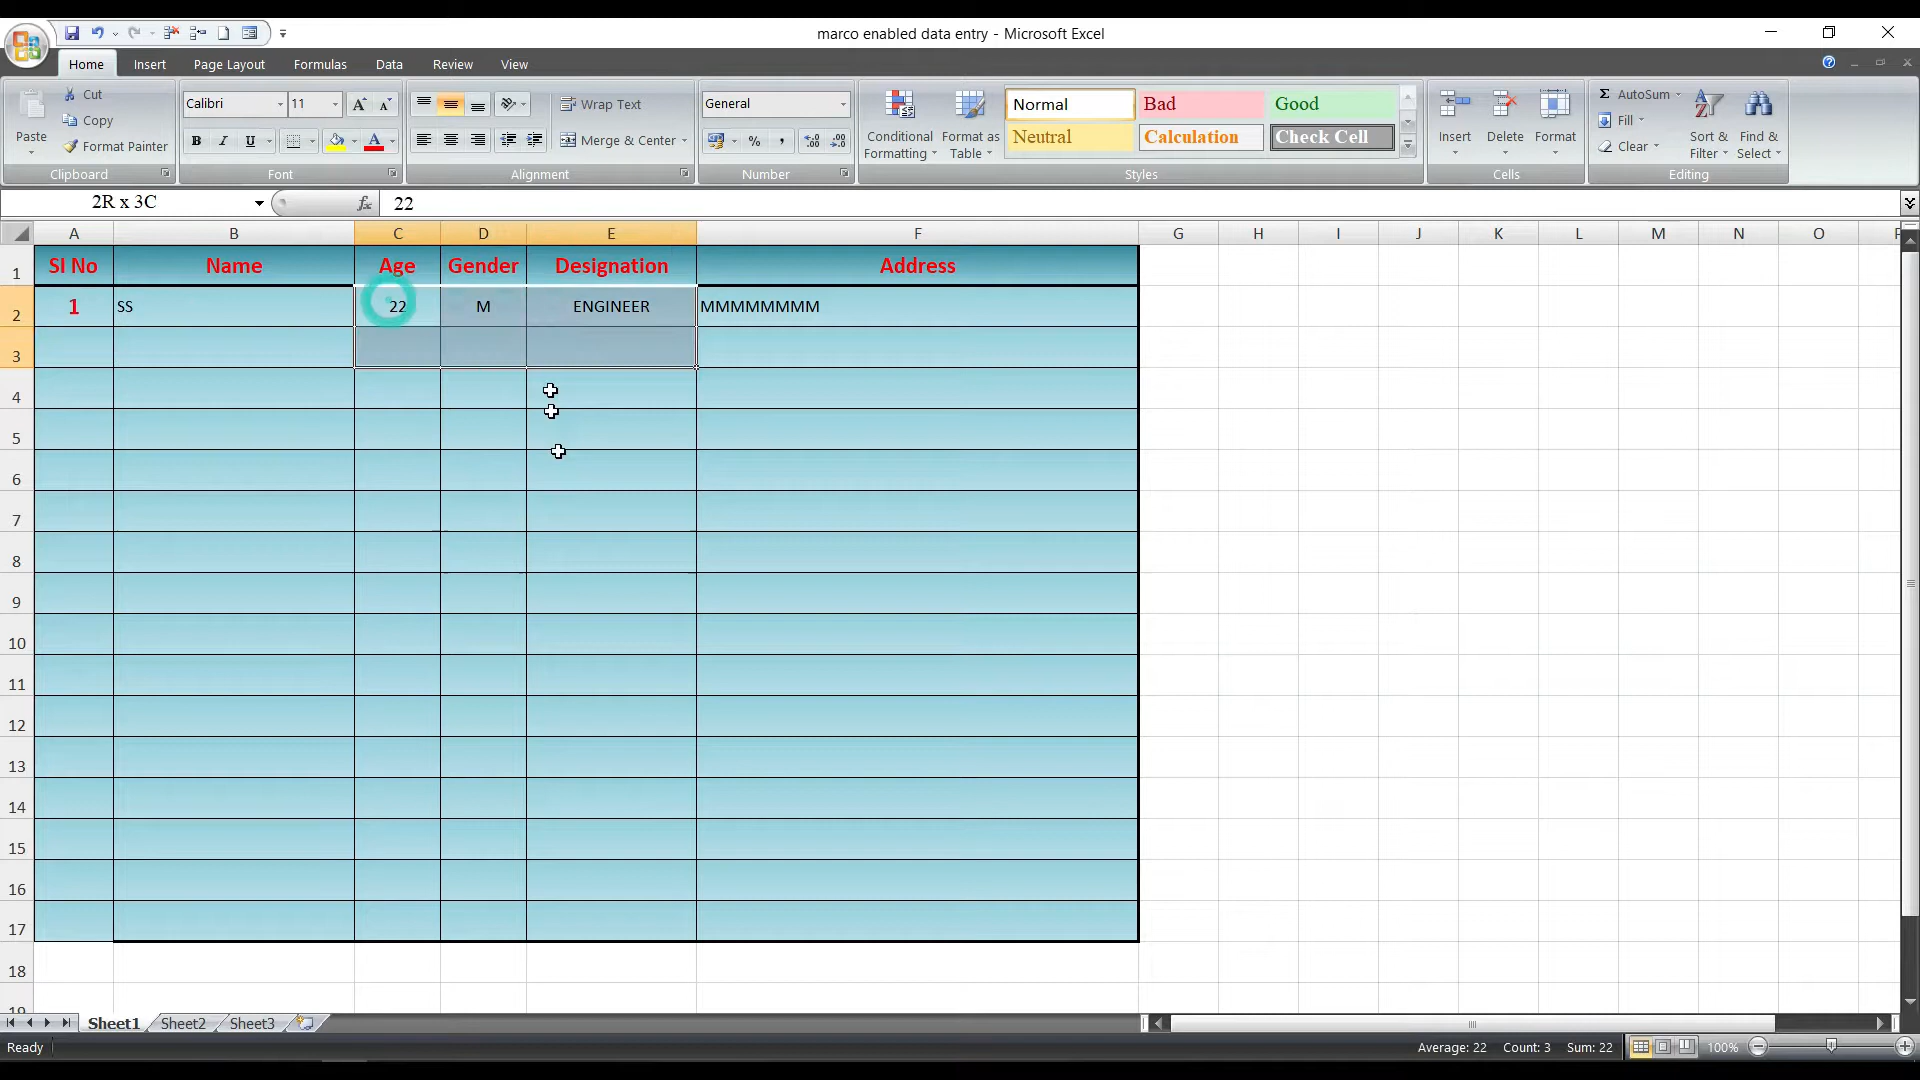 marco enabled data entry - Microsoft Excel
Home Insert Page Layout Formulas Data Review View
Paste
Cut
Copy
Format Painter
Clipboard
Calibri 11
B I U
Font
Wrap Text
Merge & Center
Alignment
General
Number
Conditional Formatting
Format as Table
Normal Bad Good
Neutral Calculation Check Cell
Styles
Insert Delete Format
Cells
Σ AutoSum
Fill
Clear
Sort & Filter
Find & Select
Editing
2R x 3C fx 22
A B C D E F G H I J K L M N O P
1 SI No Name Age Gender Designation Address
2 1 SS 22 M ENGINEER MMMMMMMM
3
4
5
6
7
8
9
10
11
12
13
14
15
16
17
18
19
Sheet1 Sheet2 Sheet3
Ready Average: 22 Count: 3 Sum: 22 100%